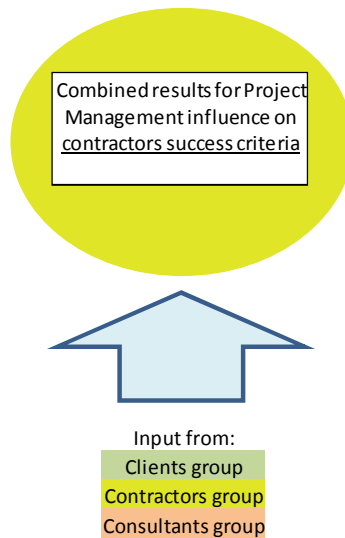 Combined results for Project
Management influence on
contractors success criteria
Input from:
Clients group
Contractors group
Consultants group